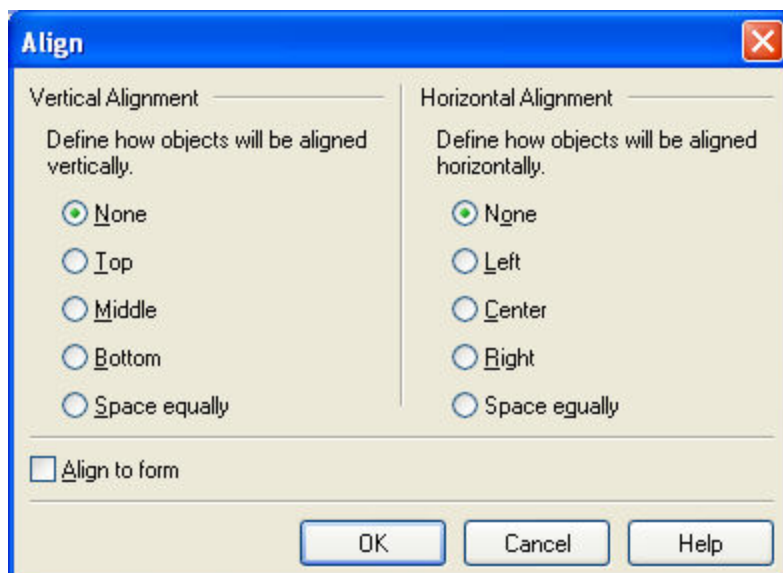 Align
Vertical Alignment
Define how objects will be aligned
vertically.
None
Top
Middle
Bottom
Space equally
Horizontal Alignment
Define how objects will be aligned
horizontally.
None
Left
Center
Right
Space equally
Align to form
OK
Cancel
Help